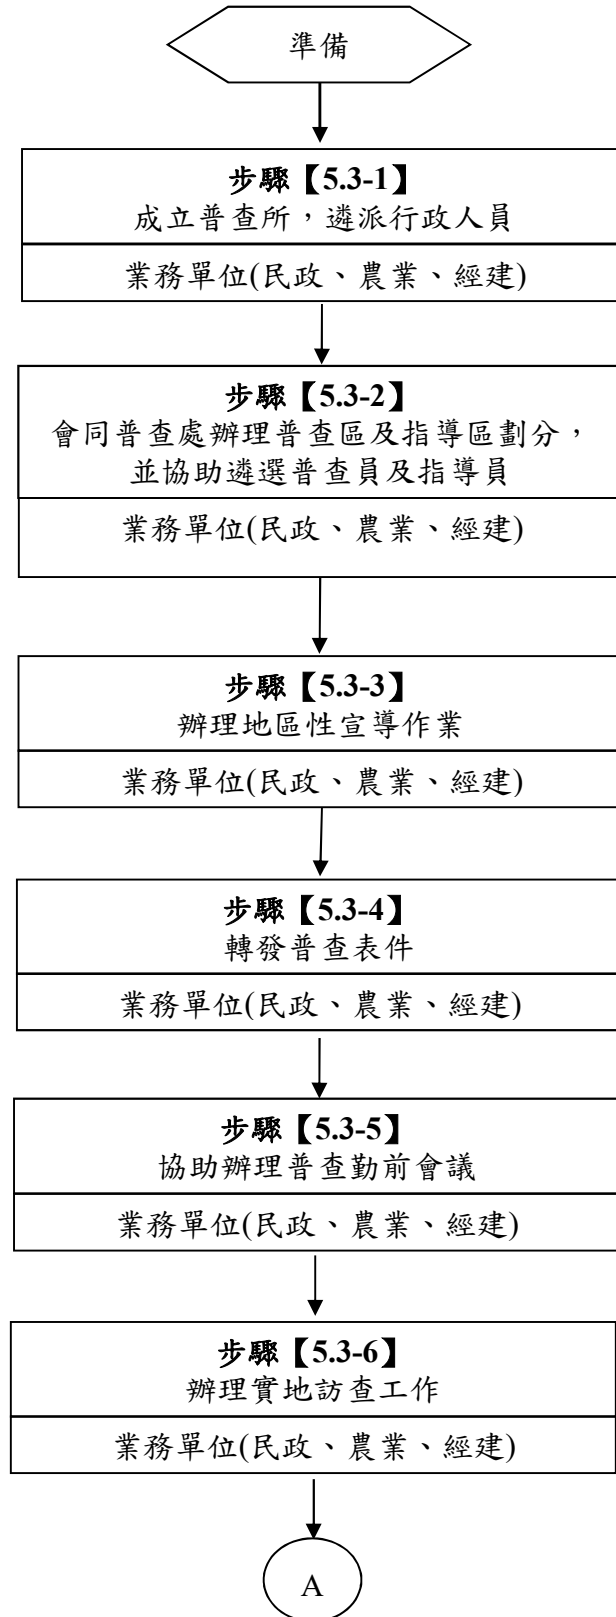 準備
步驟【5.3-1】
成立普查所，遴派行政人員
業務單位(民政、農業、經建)
步驟【5.3-2】
會同普查處辦理普查區及指導區劃分，
並協助遴選普查員及指導員
業務單位(民政、農業、經建)
步驟【5.3-3】
辦理地區性宣導作業
業務單位(民政、農業、經建)
步驟【5.3-4】
轉發普查表件
業務單位(民政、農業、經建)
步驟【5.3-5】
協助辦理普查勤前會議
業務單位(民政、農業、經建)
步驟【5.3-6】
辦理實地訪查工作
業務單位(民政、農業、經建)
A